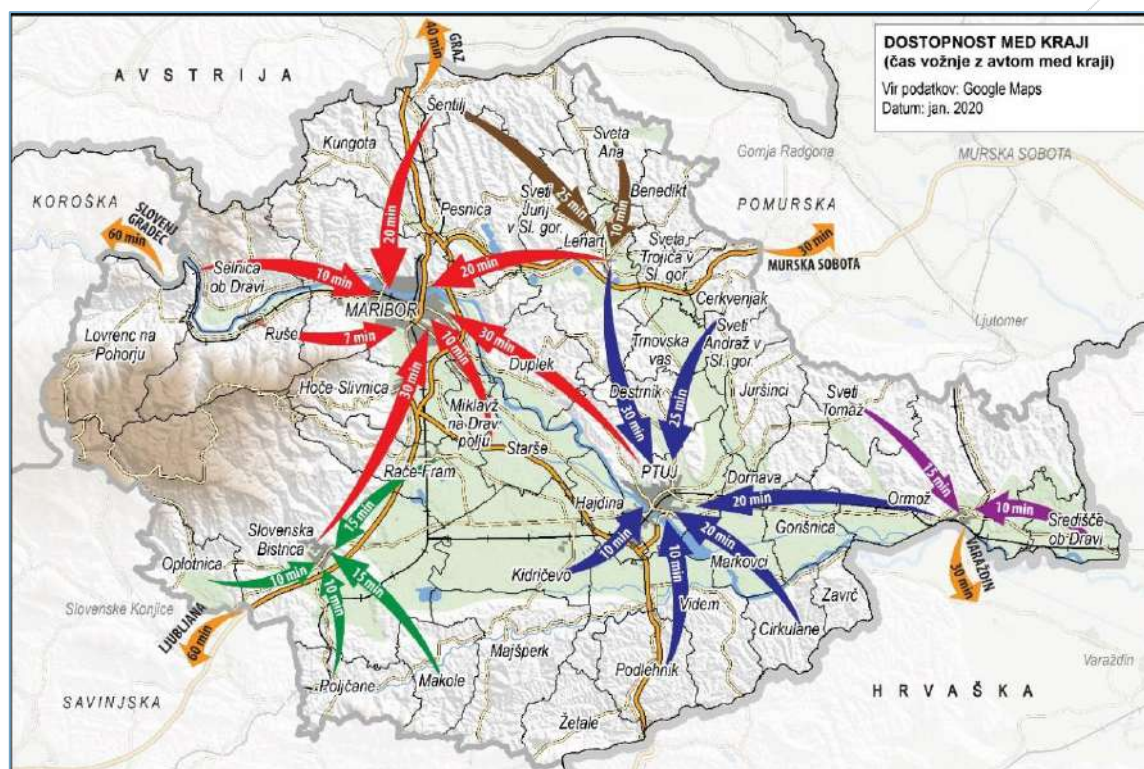 DOSTOPNOST MED KRAJI
(čas vožnje z avtom med kraji)
Vir podatkov: Google Maps
Datum: jan. 2020
AVSTRIJA
40 min
GRAZ
Šentilj
Kungota
Sveta
Ana
Gornja Radgona
MURSKA SOBOTA
KOROŠKA
SLOVENJ
GRADEC
60 min
20 min
Pesnica
25 min
Sveti
Jurij
v Sl. gor.
10 min
Benedikt
POMURSKA
Lenart
Sveta
Trojica v
Sl. gor.
30 min
MURSKA SOBOTA
Selnica
ob Dravi
10 min
20 min
MARIBOR
Cerkvenjak
Ljutomer
Lovrenc na
Pohorju
Ruše
7 min
30 min
10 min
Duplek
Trnovska
vas
Sveti
Andraž v
Sl. gor.
Hoče-Slivnica
30 min
Miklavž
na Drav.
polju
Destrnik
30 min
25 min
Juršinci
Sveti
Tomaž
Starše
Rače-Fram
PTUJ
Dornava
15 min
Hajdina
20 min
Ormož
10 min
Središče
ob Dravi
15 min
Slovenska
Bistrica
Gorišnica
Oplotnica
10 min
10 min
15 min
Kidričevo
10 min
10 min
20 min
Markovci
VARAŽDIN
30 min
Slovenske Konjice
LJUBLJANA
60 min
Videm
Zavrč
Cirkulane
Majšperk
Poljčane
Makole
Podlehnik
Varaždin
SAVINJSKA
Žetale
HRVAŠKA